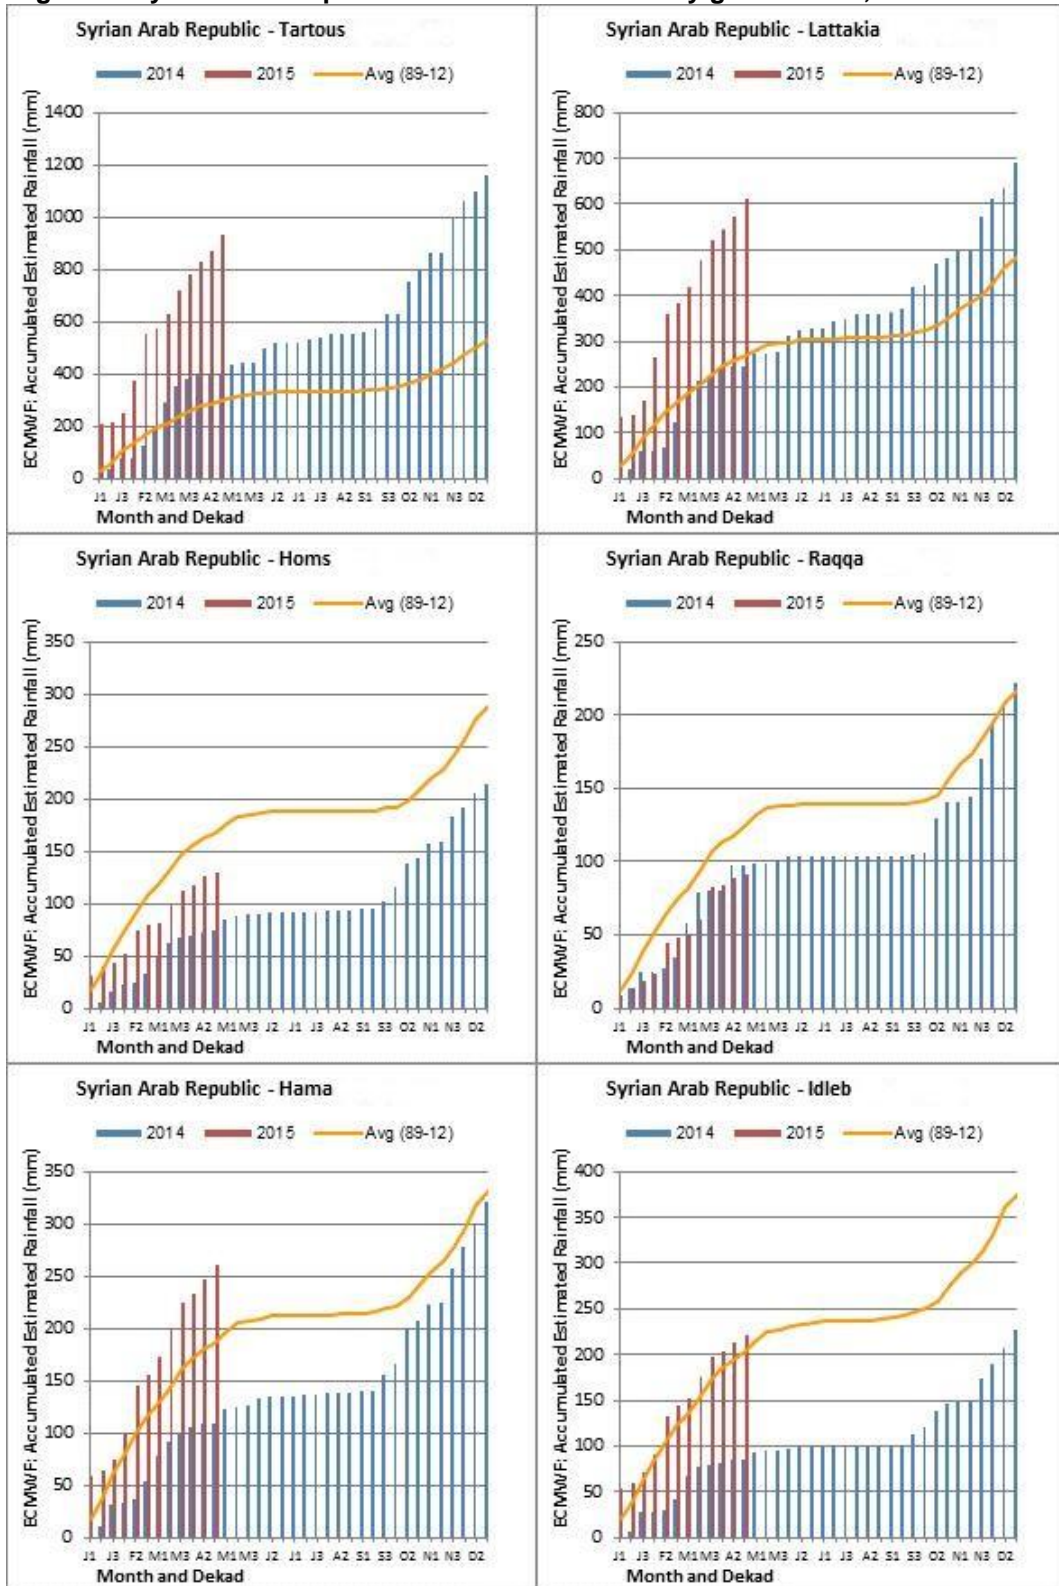 Syrian Arab Republic - Tartous
2014 2015 Avg (89-12)
ECMWF: Accumulated Estimated Rainfall (mm)
1400
1200
1000
800
600
400
200
0
J1 J3 F2 M1 M3 A2 M1 M3 J2 J1 J3 A2 S1 S3 O2 N1 N3 D2
Month and Dekad
Syrian Arab Republic - Lattakia
2014 2015 Avg (89-12)
ECMWF: Accumulated Estimated Rainfall (mm)
800
700
600
500
400
300
200
100
0
J1 J3 F2 M1 M3 A2 M1 M3 J2 J1 J3 A2 S1 S3 O2 N1 N3 D2
Month and Dekad
Syrian Arab Republic - Homs
2014 2015 Avg (89-12)
ECMWF: Accumulated Estimated Rainfall (mm)
350
300
250
200
150
100
50
0
J1 J3 F2 M1 M3 A2 M1 M3 J2 J1 J3 A2 S1 S3 O2 N1 N3 D2
Month and Dekad
Syrian Arab Republic - Raqqa
2014 2015 Avg (89-12)
ECMWF: Accumulated Estimated Rainfall (mm)
250
200
150
100
50
0
J1 J3 F2 M1 M3 A2 M1 M3 J2 J1 J3 A2 S1 S3 O2 N1 N3 D2
Month and Dekad
Syrian Arab Republic - Hama
2014 2015 Avg (89-12)
ECMWF: Accumulated Estimated Rainfall (mm)
350
300
250
200
150
100
50
0
J1 J3 F2 M1 M3 A2 M1 M3 J2 J1 J3 A2 S1 S3 O2 N1 N3 D2
Month and Dekad
Syrian Arab Republic - Idleb
2014 2015 Avg (89-12)
ECMWF: Accumulated Estimated Rainfall (mm)
400
350
300
250
200
150
100
50
0
J1 J3 F2 M1 M3 A2 M1 M3 J2 J1 J3 A2 S1 S3 O2 N1 N3 D2
Month and Dekad